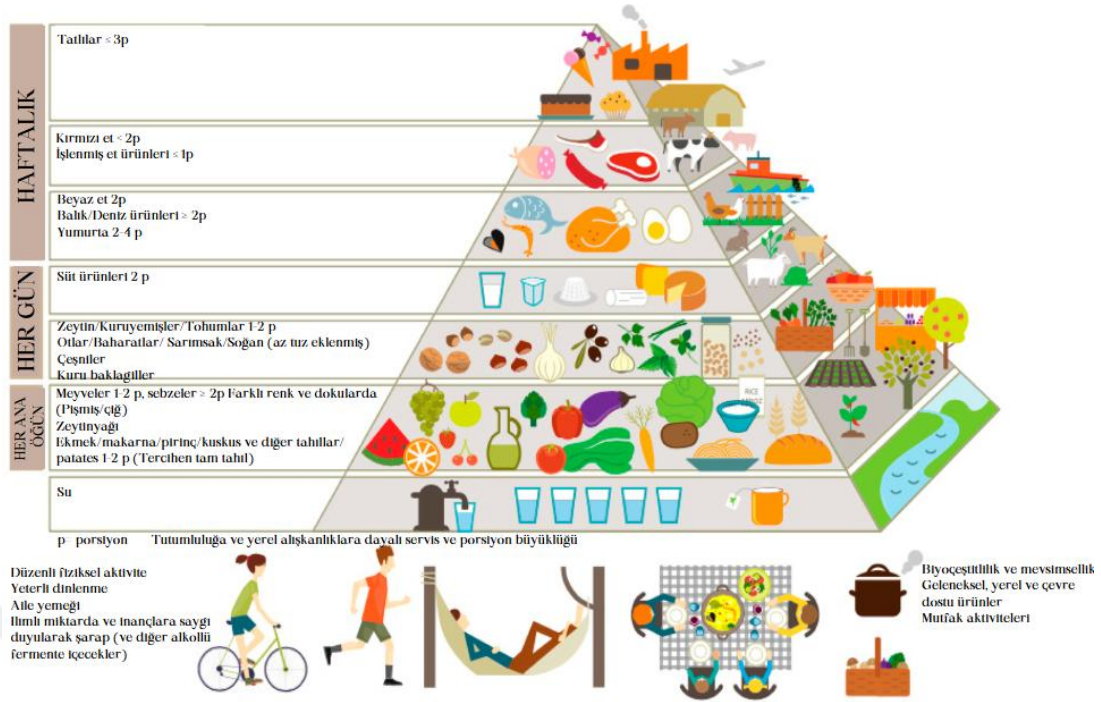 HAFTALIK
Tatlılar ≤ 3p
Kırmızı et < 2p
İşlenmiş et ürünleri ≤ 1p
Beyaz et 2p
Balık/Deniz ürünleri ≥ 2p
Yumurta 2-4 p
HER GÜN
Süt ürünleri 2 p
Zeytin/Kuruyemişler/Tohumlar 1-2 p
Otlar/Baharatlar/ Sarımsak/Soğan (az tuz eklenmiş)
Çeşniler
Kuru baklagiller
HER ANA
ÖĞÜN
Meyveler 1-2 p, sebzeler ≥ 2p Farklı renk ve dokularda
(Pişmiş/çiğ)
Zeytinyağı
Ekmek/makarna/pirinç/kuskus ve diğer tahıllar/
patates 1-2 p (Tercihen tam tahıl)
RICE
Su
p- porsiyon Tutumluluğa ve yerel alışkanlıklara dayalı servis ve porsiyon büyüklüğü
Düzenli fiziksel aktivite
Yeterli dinlenme
Aile yemeği
Ilımlı miktarda ve inançlara saygı
duyularak şarap (ve diğer alkollü
fermente içecekler)
Biyoçeşitlilik ve mevsimsellik
Geleneksel, yerel ve çevre
dostu ürünler
Mutfak aktiviteleri